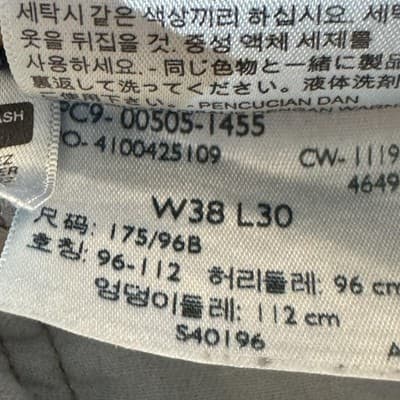 세탁시 같은 색상끼리 하십시요. 세탁
옷을 뒤집을 것. 중성 액체 세제를
사용하세요. - 同じ色物と一緒に製品
裏返して洗ってください。液体洗剤
PENCUCIAN DAN
ASH
PC9- 00505-1455
O- 4100425109
CW- 1119
4649
W38 L30
尺码: 175/96B
호칭: 96-112 허리둘레: 96 cm
엉덩이둘레: 112 cm
S40196
A